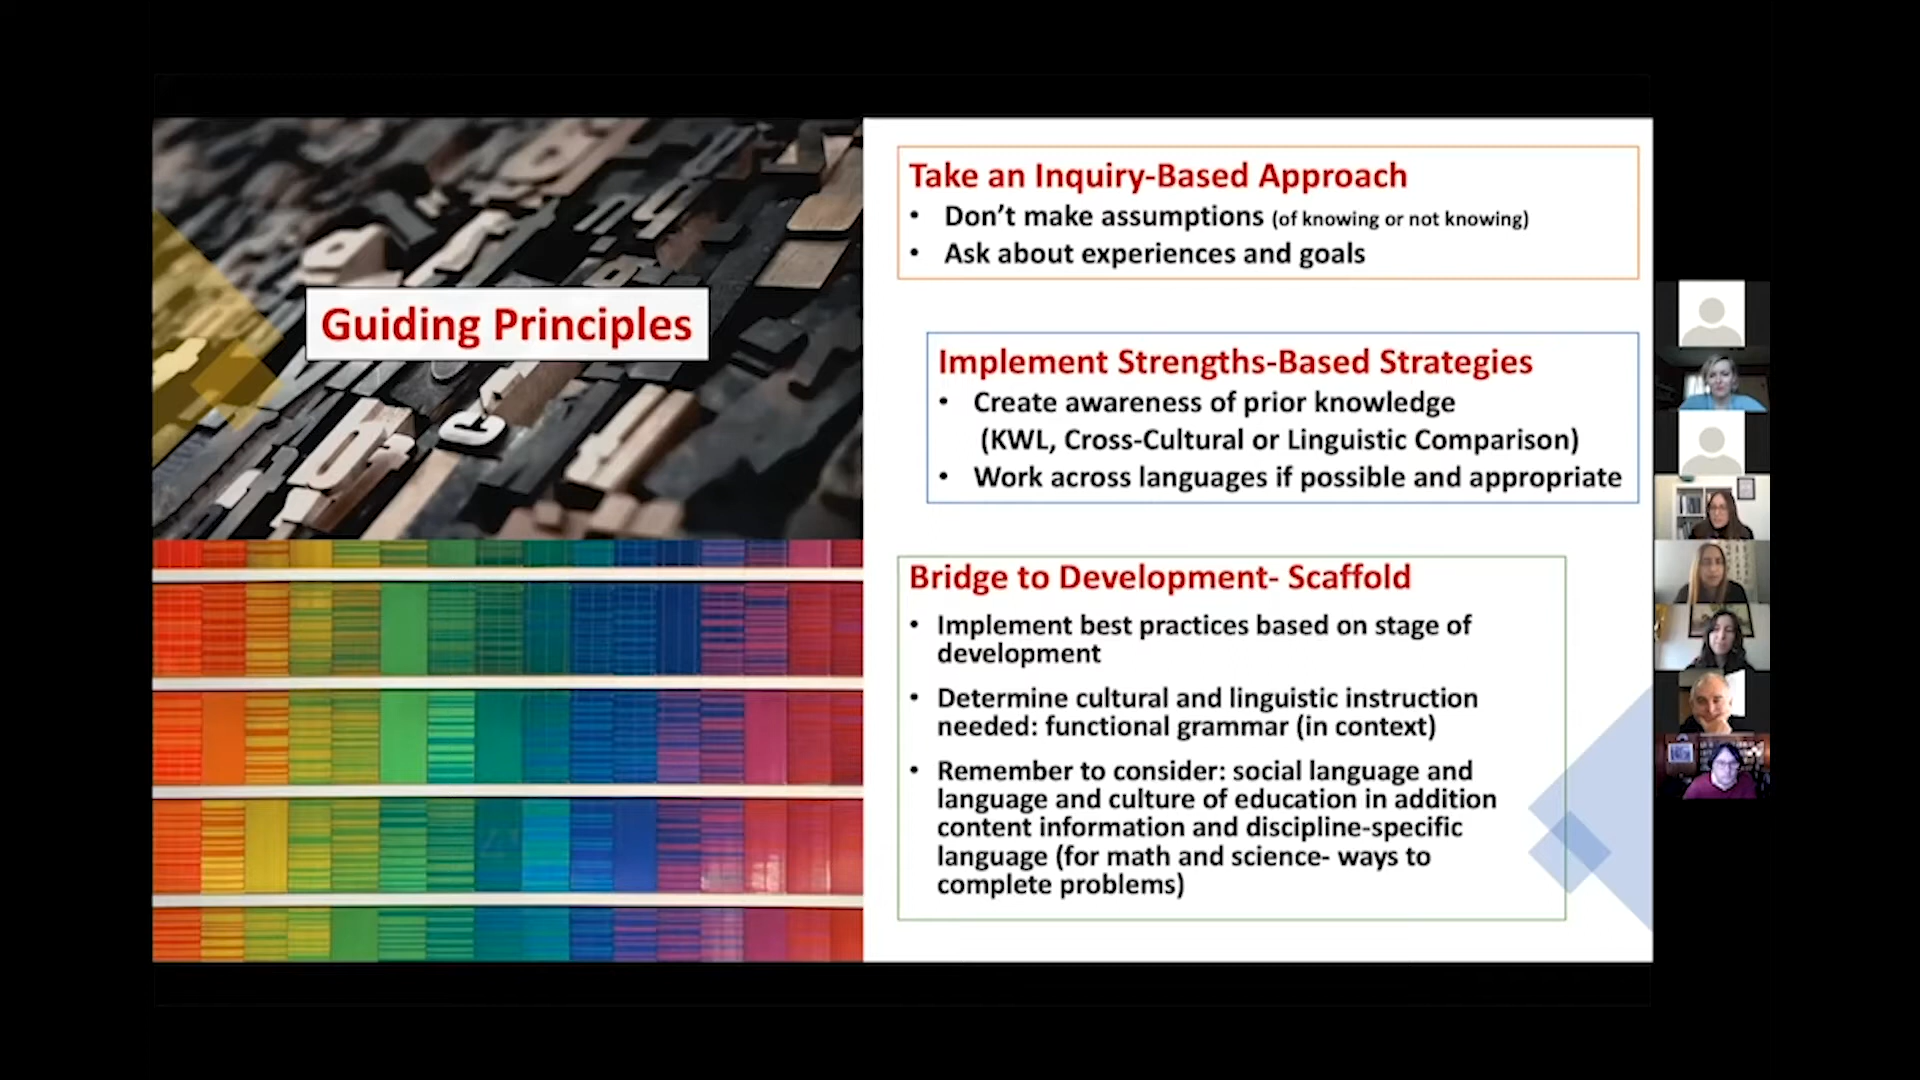 Guiding Principles
Take an Inquiry-Based Approach
• Don't make assumptions (of knowing or not knowing)
• Ask about experiences and goals
Implement Strengths-Based Strategies
• Create awareness of prior knowledge
(KWL, Cross-Cultural or Linguistic Comparison)
• Work across languages if possible and appropriate
Bridge to Development- Scaffold
• Implement best practices based on stage of
development
• Determine cultural and linguistic instruction
needed: functional grammar (in context)
• Remember to consider: social language and
language and culture of education in addition
content information and discipline-specific
language (for math and science- ways to
complete problems)